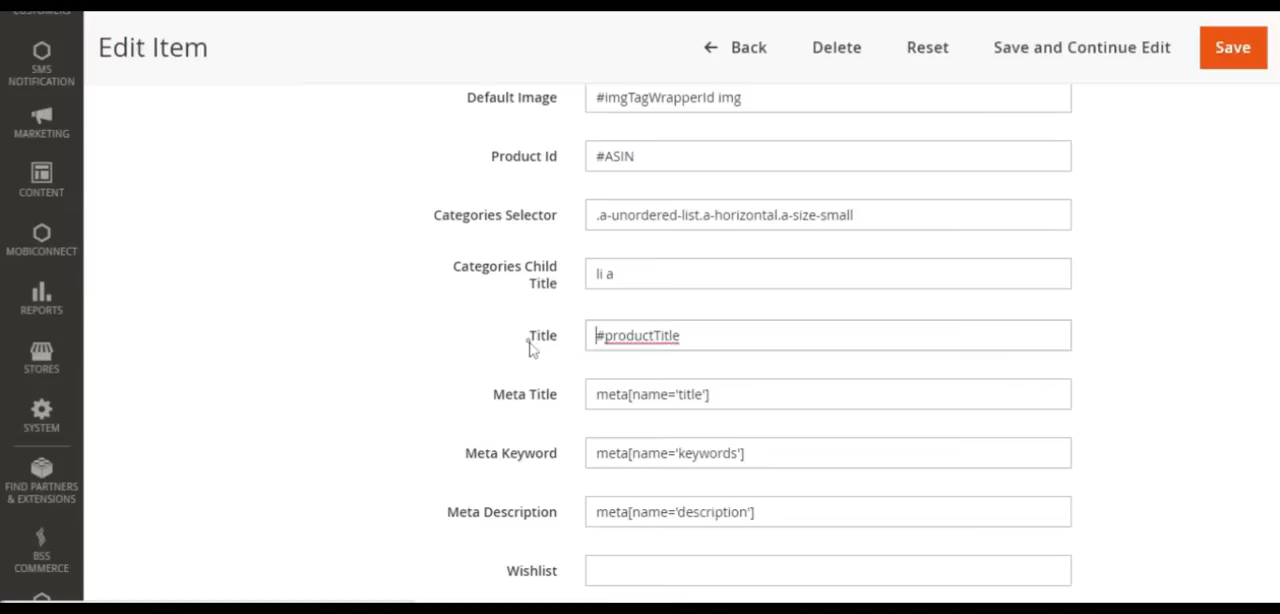 CUSTOMERS
Edit Item
Back
Delete
Reset
Save and Continue Edit
Save
SMS
NOTIFICATION
MARKETING
CONTENT
MOBICONNECT
REPORTS
STORES
SYSTEM
FIND PARTNERS
& EXTENSIONS
BSS
COMMERCE
Default Image
#imgTagWrapperId img
Product Id
#ASIN
Categories Selector
.a-unordered-list.a-horizontal.a-size-small
Categories Child
Title
li a
Title
#productTitle
Meta Title
meta[name='title']
Meta Keyword
meta[name='keywords']
Meta Description
meta[name='description']
Wishlist